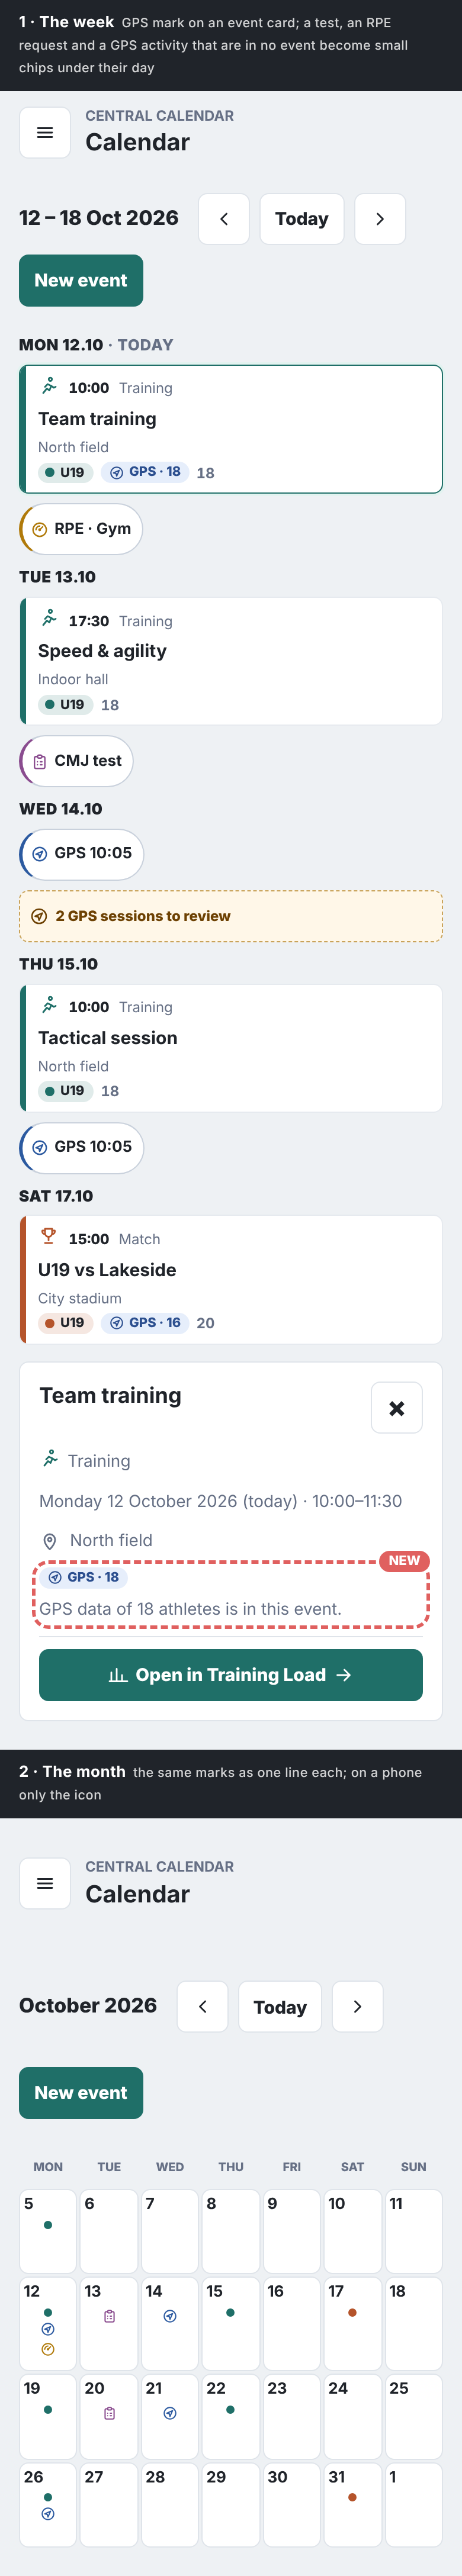 1 · The week GPS mark on an event card; a test, an RPE
request and a GPS activity that are in no event become small
chips under their day
CENTRAL CALENDAR
Calendar
12 – 18 Oct 2026
Today
New event
MON 12.10 · TODAY
10:00 Training
Team training
North field
U19 GPS · 18 18
RPE · Gym
TUE 13.10
17:30 Training
Speed & agility
Indoor hall
U19 18
CMJ test
WED 14.10
GPS 10:05
2 GPS sessions to review
THU 15.10
10:00 Training
Tactical session
North field
U19 18
GPS 10:05
SAT 17.10
15:00 Match
U19 vs Lakeside
City stadium
U19 GPS · 16 20
Team training
Training
Monday 12 October 2026 (today) · 10:00–11:30
North field
NEW
GPS · 18
GPS data of 18 athletes is in this event.
Open in Training Load →
2 · The month the same marks as one line each; on a phone
only the icon
CENTRAL CALENDAR
Calendar
October 2026
Today
New event
MON TUE WED THU FRI SAT SUN
5 6 7 8 9 10 11
12 13 14 15 16 17 18
19 20 21 22 23 24 25
26 27 28 29 30 31 1